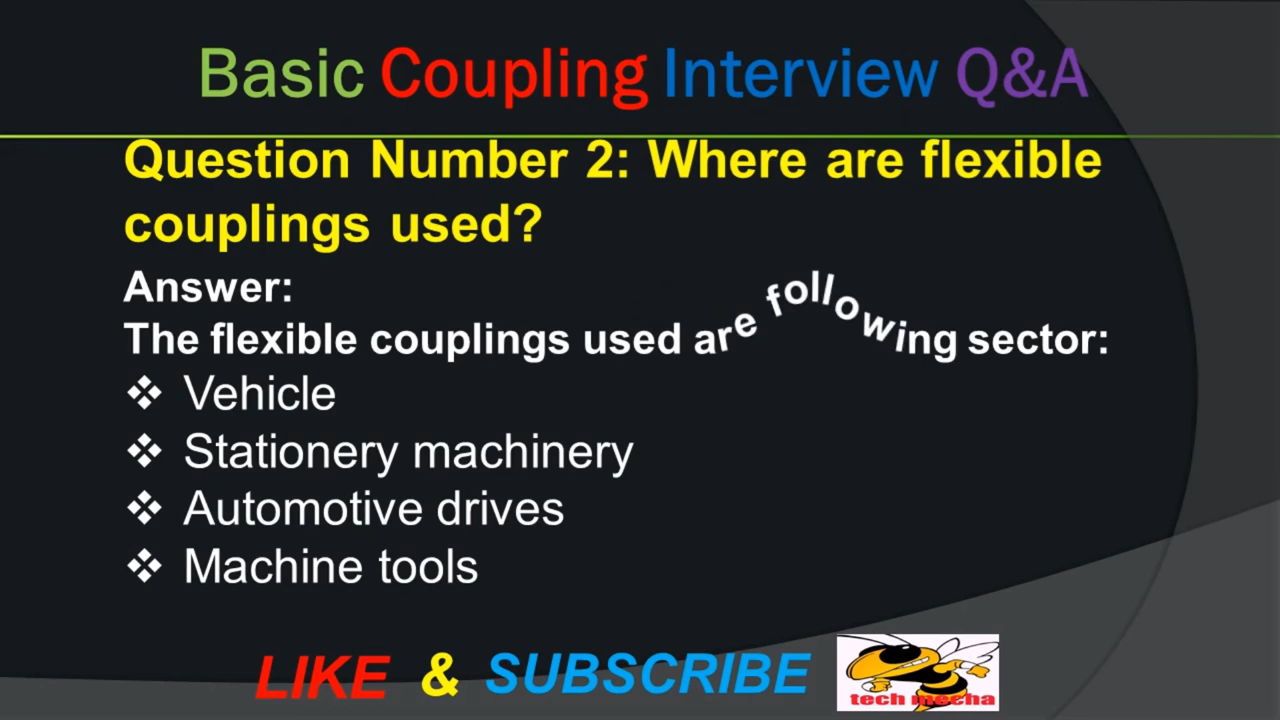 Basic Coupling Interview Q&A
Question Number 2: Where are flexible
couplings used?
Answer:
The flexible couplings used are following sector:
❖ Vehicle
❖ Stationery machinery
❖ Automotive drives
❖ Machine tools
LIKE & SUBSCRIBE
tech mecha